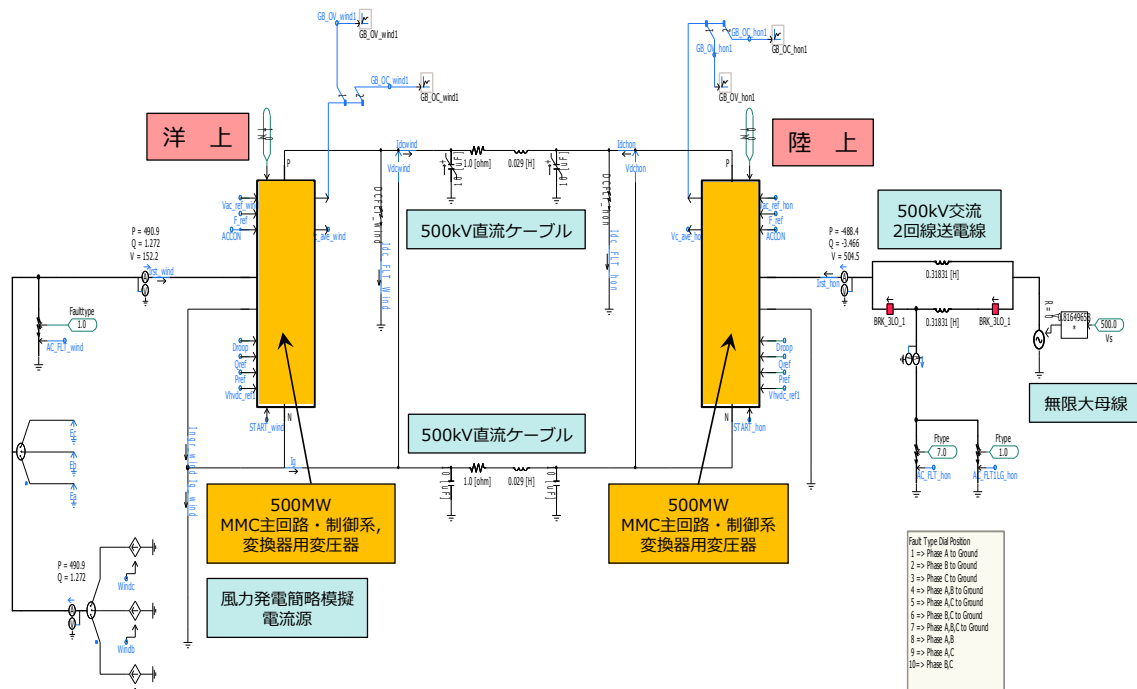 GB_OV_wind1
GB_OV_wind1
GB_OC_wind1
GB_OC_wind1
GB_OC_hon1
GB_OC_hon1
GB_OV_hon1
GB_OV_hon1
洋 上
陸 上
P
Idcwind
Vdcwind
1.0 [ohm]
0.029 [H]
Idchon
Vdchon
P
Vac_ref_win
F_ref
ACCON
Vac_ref_hon
F_ref
ACCON
Vc_ave_ho
500kV直流ケーブル
500kV交流
2回線送電線
P = 490.9
Q = 1.272
V = 152.2
Irst_wind
P = -488.4
Q = -3.466
V = 504.5
Irst_hon
Idc_FLT_Wind
Idc_FLT_hon
0.31831 [H]
0.31831 [H]
BRK_3LO_1
BRK_3LO_1
500.0
Vs
無限大母線
Faulttype
1.0
AC_FLT_wind
Droop
Qref
Pref
Vhvdc_ref1
START_wind
N
Droop
Qref
Pref
Vhvdc_ref1
START_hon
N
500kV直流ケーブル
1.0 [ohm]
0.029 [H]
Ec
Eb
Ea
500MW
MMC主回路・制御系,
変換器用変圧器
500MW
MMC主回路・制御系
変換器用変圧器
Ftype
7.0
AC_FLT_hon
Ftype
1.0
AC_FLT1LG_hon
P = 490.9
Q = 1.272
Windc
Windb
風力発電簡略模擬
電流源
Fault Type Dial Position
1 => Phase A to Ground
2 => Phase B to Ground
3 => Phase C to Ground
4 => Phase A,B to Ground
5 => Phase A,C to Ground
6 => Phase B,C to Ground
7 => Phase A,B,C to Ground
8 => Phase A,B
9 => Phase A,C
10=> Phase B,C